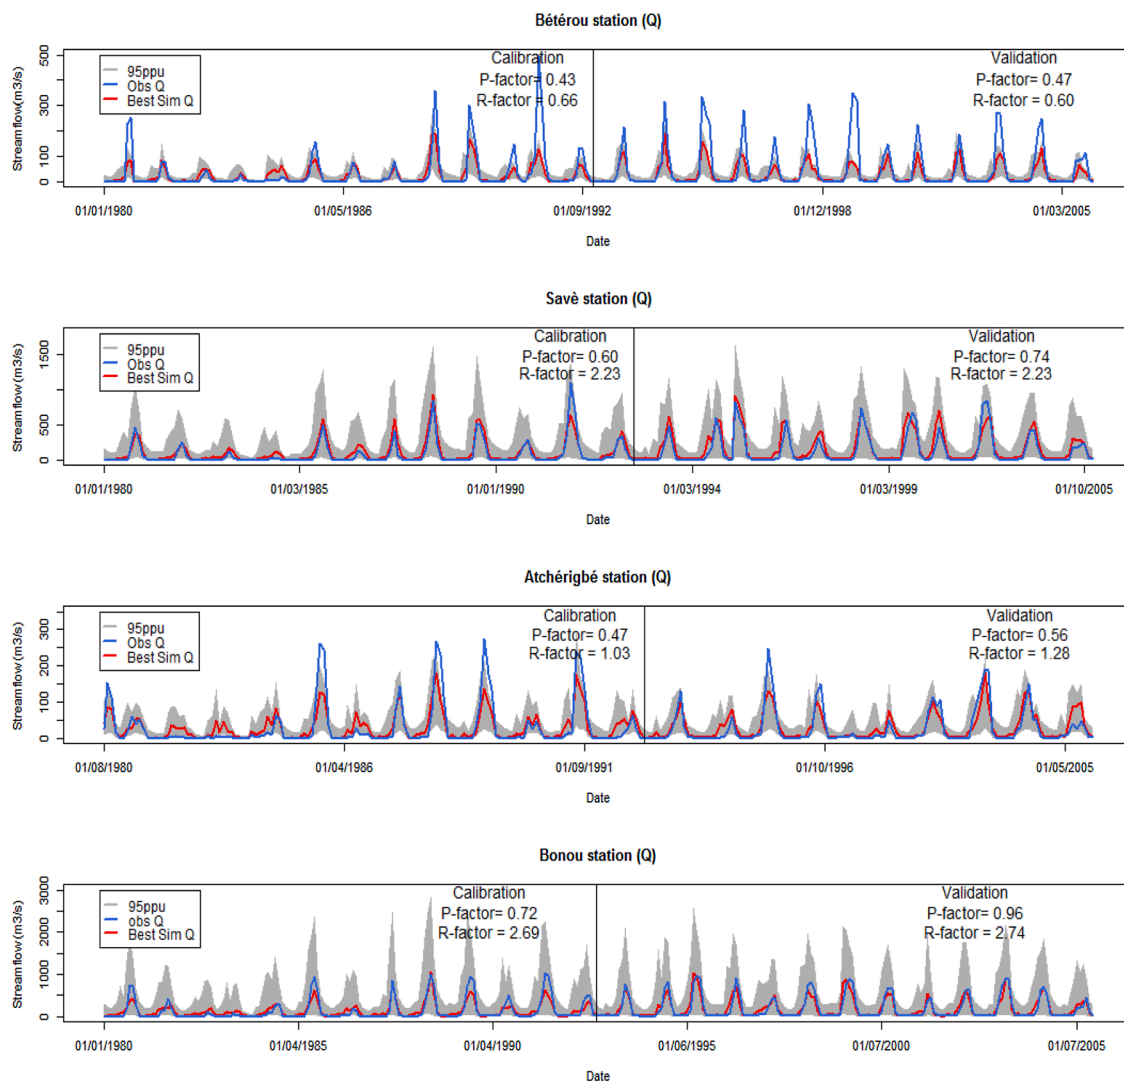 Bétérou station (Q)
Streamflow(m3/s)
500
300
100
0
95ppu
Obs Q
Best Sim Q
Calibration
P-factor= 0.43
R-factor = 0.66
Validation
P-factor= 0.47
R-factor = 0.60
01/01/1980
01/05/1986
01/09/1992
01/12/1998
01/03/2005
Date
Savè station (Q)
Streamflow (m3/s)
1500
500
0
95ppu
Obs Q
Best Sim Q
Calibration
P-factor= 0.60
R-factor = 2.23
Validation
P-factor= 0.74
R-factor = 2.23
01/01/1980
01/03/1985
01/01/1990
01/03/1994
01/03/1999
01/10/2005
Date
Atchérigbé station (Q)
Streamflow (m3/s)
300
200
100
0
95ppu
Obs Q
Best Sim Q
Calibration
P-factor= 0.47
R-factor = 1.03
Validation
P-factor= 0.56
R-factor = 1.28
01/08/1980
01/04/1986
01/09/1991
01/10/1996
01/05/2005
Date
Bonou station (Q)
Streamflow (m3/s)
3000
2000
1000
0
95ppu
obs Q
Best Sim Q
Calibration
P-factor= 0.72
R-factor = 2.69
Validation
P-factor= 0.96
R-factor = 2.74
01/01/1980
01/04/1985
01/04/1990
01/06/1995
01/07/2000
01/07/2005
Date